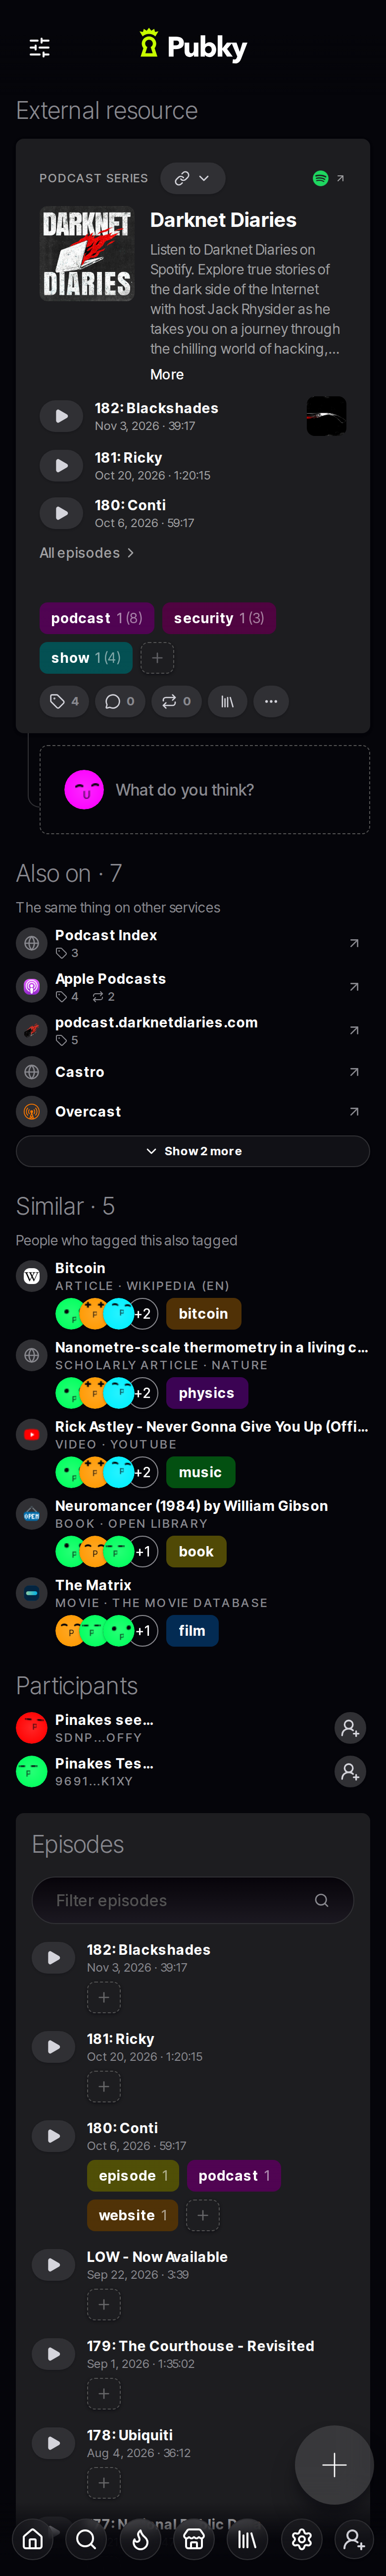 Pubky
External resource
PODCAST SERIES
DARKNET
DIARIES
Darknet Diaries
Listen to Darknet Diaries on
Spotify. Explore true stories of
the dark side of the Internet
with host Jack Rhysider as he
takes you on a journey through
the chilling world of hacking,...
More
182: Blackshades
Nov 3, 2026 · 39:17
181: Ricky
Oct 20, 2026 · 1:20:15
180: Conti
Oct 6, 2026 · 59:17
All episodes
podcast 1 (8)
security 1 (3)
show 1 (4)
4
0
0
What do you think?
Also on · 7
The same thing on other services
Podcast Index
3
Apple Podcasts
4 2
podcast.darknetdiaries.com
5
Castro
Overcast
Show 2 more
Similar · 5
People who tagged this also tagged
Bitcoin
ARTICLE · WIKIPEDIA (EN)
+2
bitcoin
Nanometre-scale thermometry in a living c...
SCHOLARLY ARTICLE · NATURE
+2
physics
Rick Astley - Never Gonna Give You Up (Offi...
VIDEO · YOUTUBE
+2
music
OPEN
Neuromancer (1984) by William Gibson
BOOK · OPEN LIBRARY
+1
book
The Matrix
MOVIE · THE MOVIE DATABASE
+1
film
Participants
Pinakes see...
SDNP...OFFY
Pinakes Tes...
9691...K1XY
Episodes
Filter episodes
182: Blackshades
Nov 3, 2026 · 39:17
181: Ricky
Oct 20, 2026 · 1:20:15
180: Conti
Oct 6, 2026 · 59:17
episode 1
podcast 1
website 1
LOW - Now Available
Sep 22, 2026 · 3:39
179: The Courthouse - Revisited
Sep 1, 2026 · 1:35:02
178: Ubiquiti
Aug 4, 2026 · 36:12